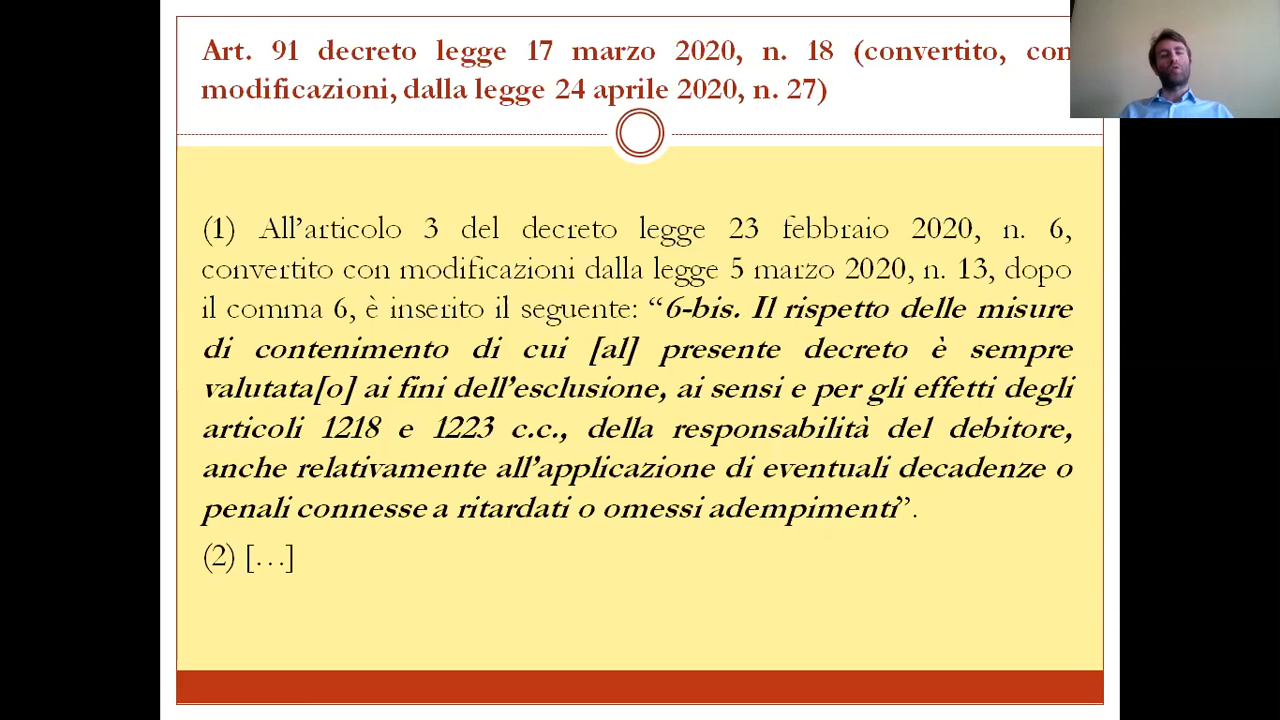 Art. 91 decreto legge 17 marzo 2020, n. 18 (convertito, con
modificazioni, dalla legge 24 aprile 2020, n. 27)
(1) All’articolo 3 del decreto legge 23 febbraio 2020, n. 6,
convertito con modificazioni dalla legge 5 marzo 2020, n. 13, dopo
il comma 6, è inserito il seguente: “6-bis. Il rispetto delle misure
di contenimento di cui [al] presente decreto è sempre
valutata[o] ai fini dell’esclusione, ai sensi e per gli effetti degli
articoli 1218 e 1223 c.c., della responsabilità del debitore,
anche relativamente all’applicazione di eventuali decadenze o
penali connesse a ritardati o omessi adempimenti”.
(2) […]